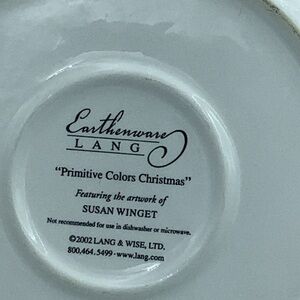 Earthenware
LANG
"Primitive Colors Christmas"
Featuring the artwork of
SUSAN WINGET
Not recommended for use in dishwasher or microwave.
©2002 LANG & WISE, LTD.
800.464.5499 · www.lang.com